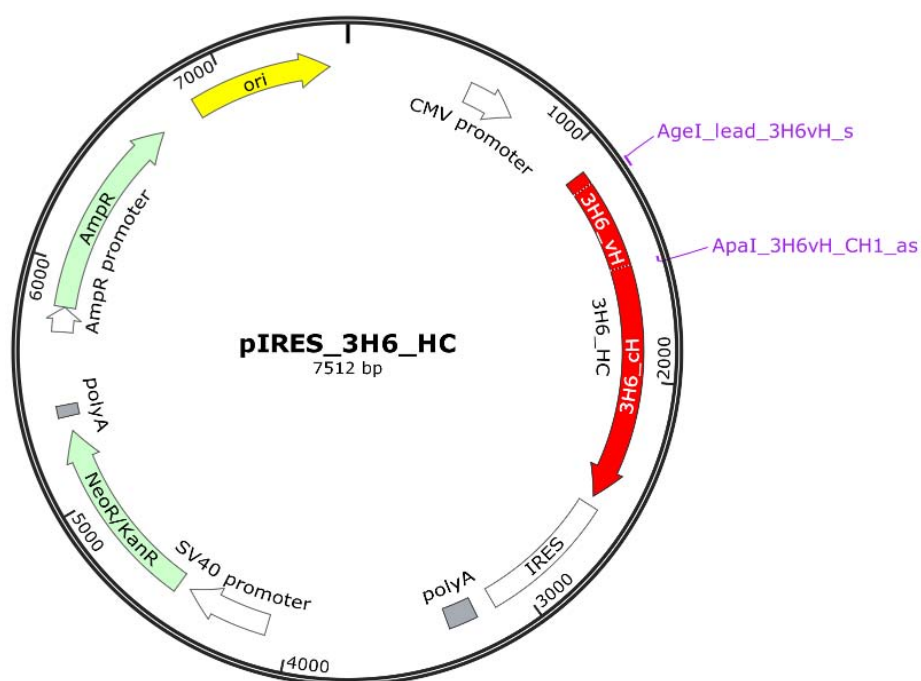 7000
ori
CMV promoter
1000
AgeI_lead_3H6vH_s
AmpR
3H6_vH
ApaI_3H6vH_CH1_as
6000
AmpR promoter
3H6_HC
pIRES_3H6_HC
7512 bp
3H6_cH
2000
polyA
NeoR/KanR
5000
SV40 promoter
polyA
IRES
3000
4000